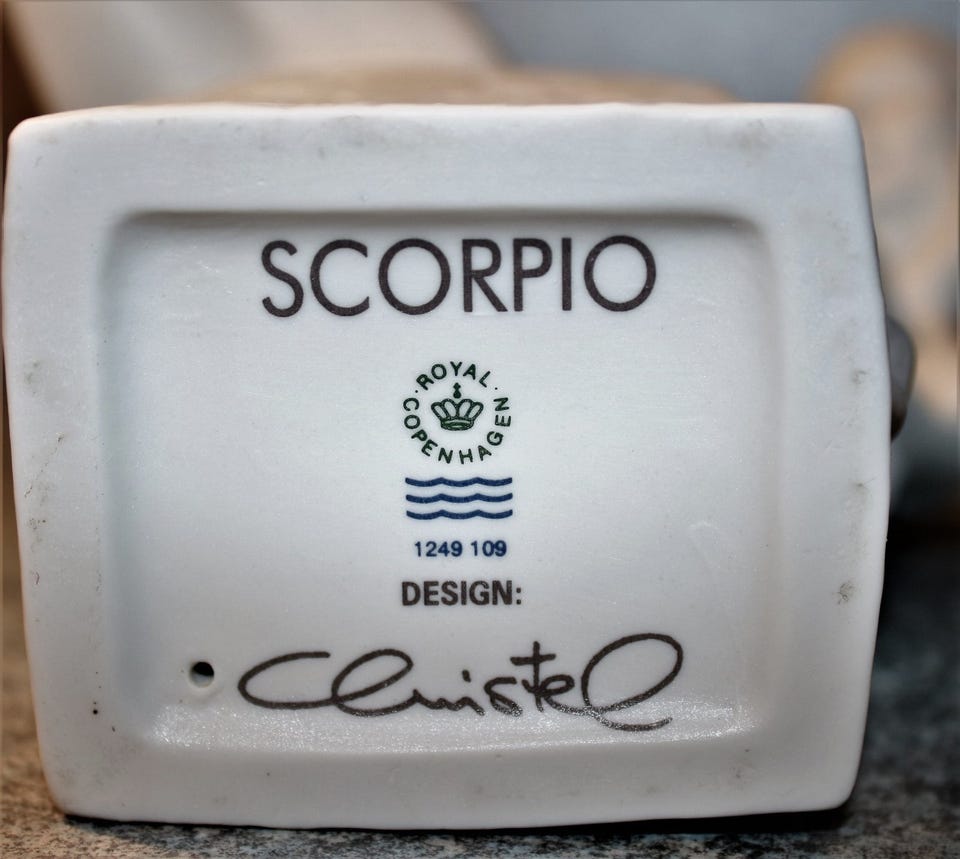 SCORPIO
ROYAL
COPENHAGEN
1249 109
DESIGN:
Christel